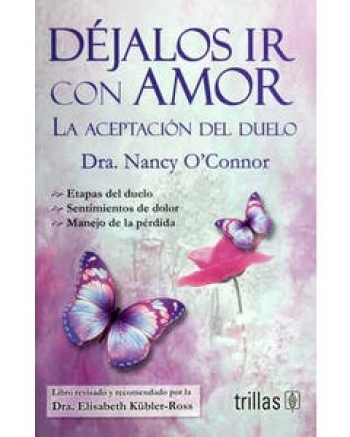 DÉJALOS IR
CON AMOR
LA ACEPTACIÓN DEL DUELO
Dra. Nancy O'Connor
Etapas del duelo
Sentimientos de dolor
Manejo de la pérdida
Libro revisado y recomendado por la
Dra. Elisabeth Kübler-Ross
trillas